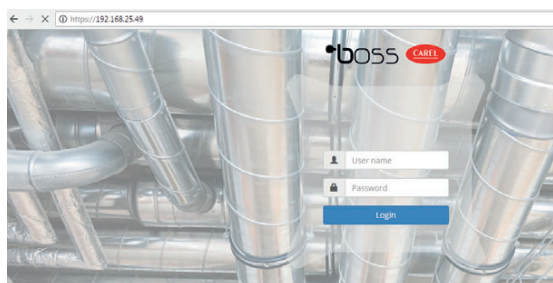 https://192.168.25.49
boss CAREL
User name
Password
Login